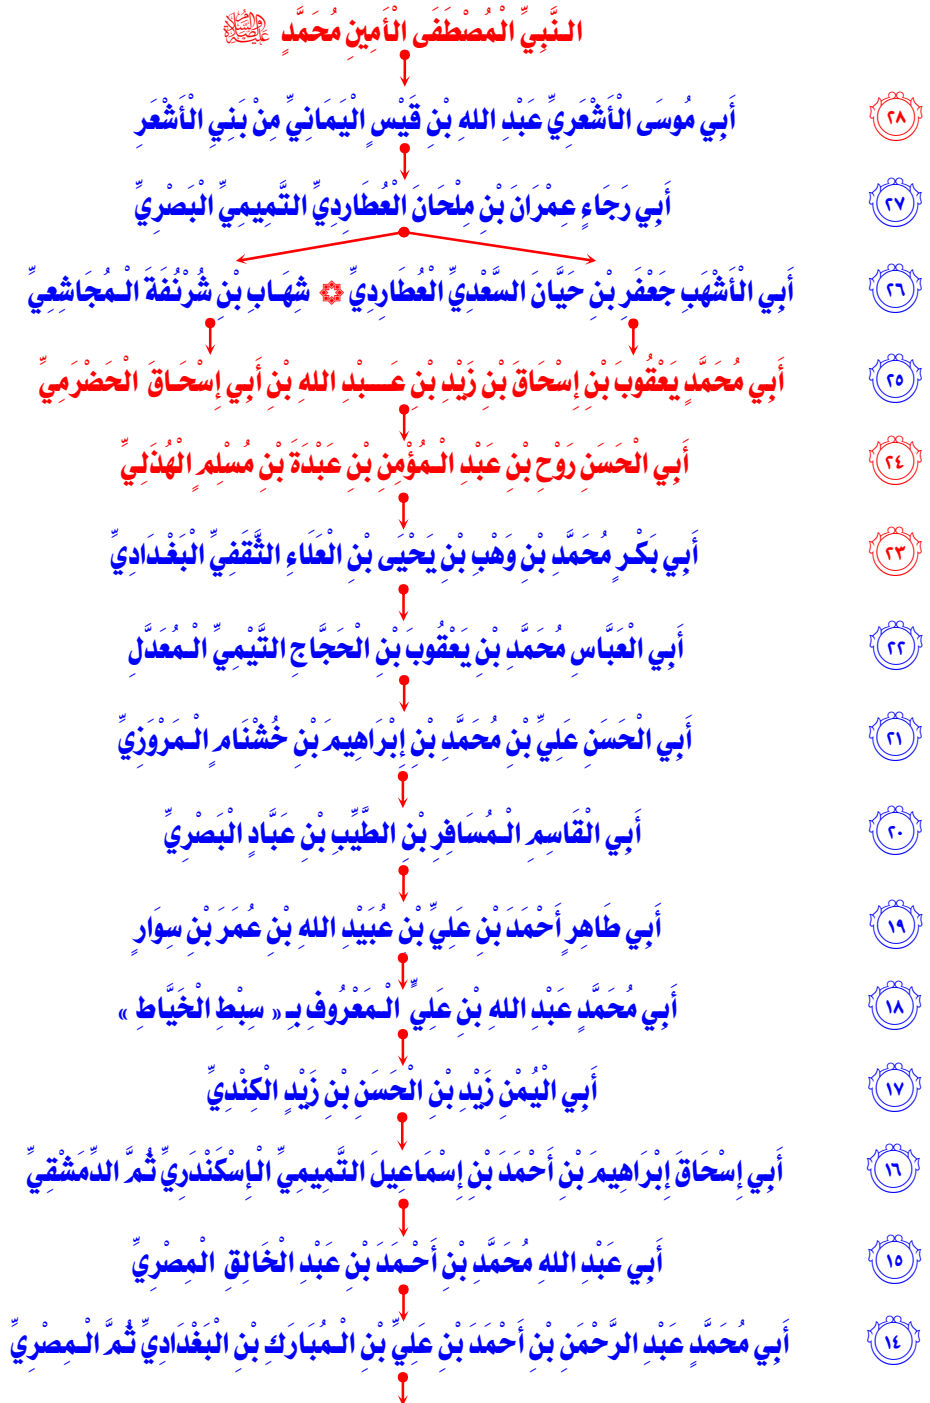 النَّبِيِّ الْمُصْطَفَى الْأَمِينِ مُحَمَّدٍ ﷺ
أَبِي مُوسَى الْأَشْعَرِيِّ عَبْدِ اللهِ بْنِ قَيْسٍ الْيَمَانِيِّ مِنْ بَنِي الْأَشْعَرِ ٢٨
أَبِي رَجَاءٍ عِمْرَانَ بْنِ مِلْحَانَ الْعُطَارِدِيِّ التَّمِيمِيِّ الْبَصْرِيِّ ٢٧
أَبِي الْأَشْهَبِ جَعْفَرِ بْنِ حَيَّانَ السَّعْدِيِّ الْعُطَارِدِيِّ ۞ شِهَابِ بْنِ شُرْنُفَةَ الْمُجَاشِعِيِّ ٢٦
أَبِي مُحَمَّدٍ يَعْقُوبَ بْنِ إِسْحَاقَ بْنِ زَيْدِ بْنِ عَـــبْدِ اللهِ بْنِ أَبِي إِسْحَاقَ الْحَضْرَمِيِّ ٢٥
أَبِي الْحَسَنِ رَوْحِ بْنِ عَبْدِ الْمُؤْمِنِ بْنِ عَبْدَةَ بْنِ مُسْلِمٍ الْهُذَلِيِّ ٢٤
أَبِي بَكْرٍ مُحَمَّدِ بْنِ وَهْبِ بْنِ يَحْيَى بْنِ الْعَلَاءِ الثَّقَفِيِّ الْبَغْدَادِيِّ ٢٣
أَبِي الْعَبَّاسِ مُحَمَّدِ بْنِ يَعْقُوبَ بْنِ الْحَجَّاجِ التَّيْمِيِّ الْمُعَدَّلِ ٢٢
أَبِي الْحَسَنِ عَلِيِّ بْنِ مُحَمَّدِ بْنِ إِبْرَاهِيمَ بْنِ خُشْنَامٍ الْمَرْوَزِيِّ ٢١
أَبِي الْقَاسِمِ الْمُسَافِرِ بْنِ الطَّيِّبِ بْنِ عَبَّادٍ الْبَصْرِيِّ ٢٠
أَبِي طَاهِرٍ أَحْمَدَ بْنِ عَلِيِّ بْنِ عُبَيْدِ اللهِ بْنِ عُمَرَ بْنِ سِوَارٍ ١٩
أَبِي مُحَمَّدٍ عَبْدِ اللهِ بْنِ عَلِيٍّ الْمَعْرُوفِ بِـ « سِبْطِ الْخَيَّاطِ » ١٨
أَبِي الْيُمْنِ زَيْدِ بْنِ الْحَسَنِ بْنِ زَيْدٍ الْكِنْدِيِّ ١٧
أَبِي إِسْحَاقَ إِبْرَاهِيمَ بْنِ أَحْمَدَ بْنِ إِسْمَاعِيلَ التَّمِيمِيِّ الْإِسْكَنْدَرِيِّ ثُمَّ الدِّمَشْقِيِّ ١٦
أَبِي عَبْدِ اللهِ مُحَمَّدِ بْنِ أَحْمَدَ بْنِ عَبْدِ الْخَالِقِ الْمِصْرِيِّ ١٥
أَبِي مُحَمَّدٍ عَبْدِ الرَّحْمَنِ بْنِ أَحْمَدَ بْنِ عَلِيِّ بْنِ الْمُبَارَكِ بْنِ الْبَغْدَادِيِّ ثُمَّ الْمِصْرِيِّ ١٤